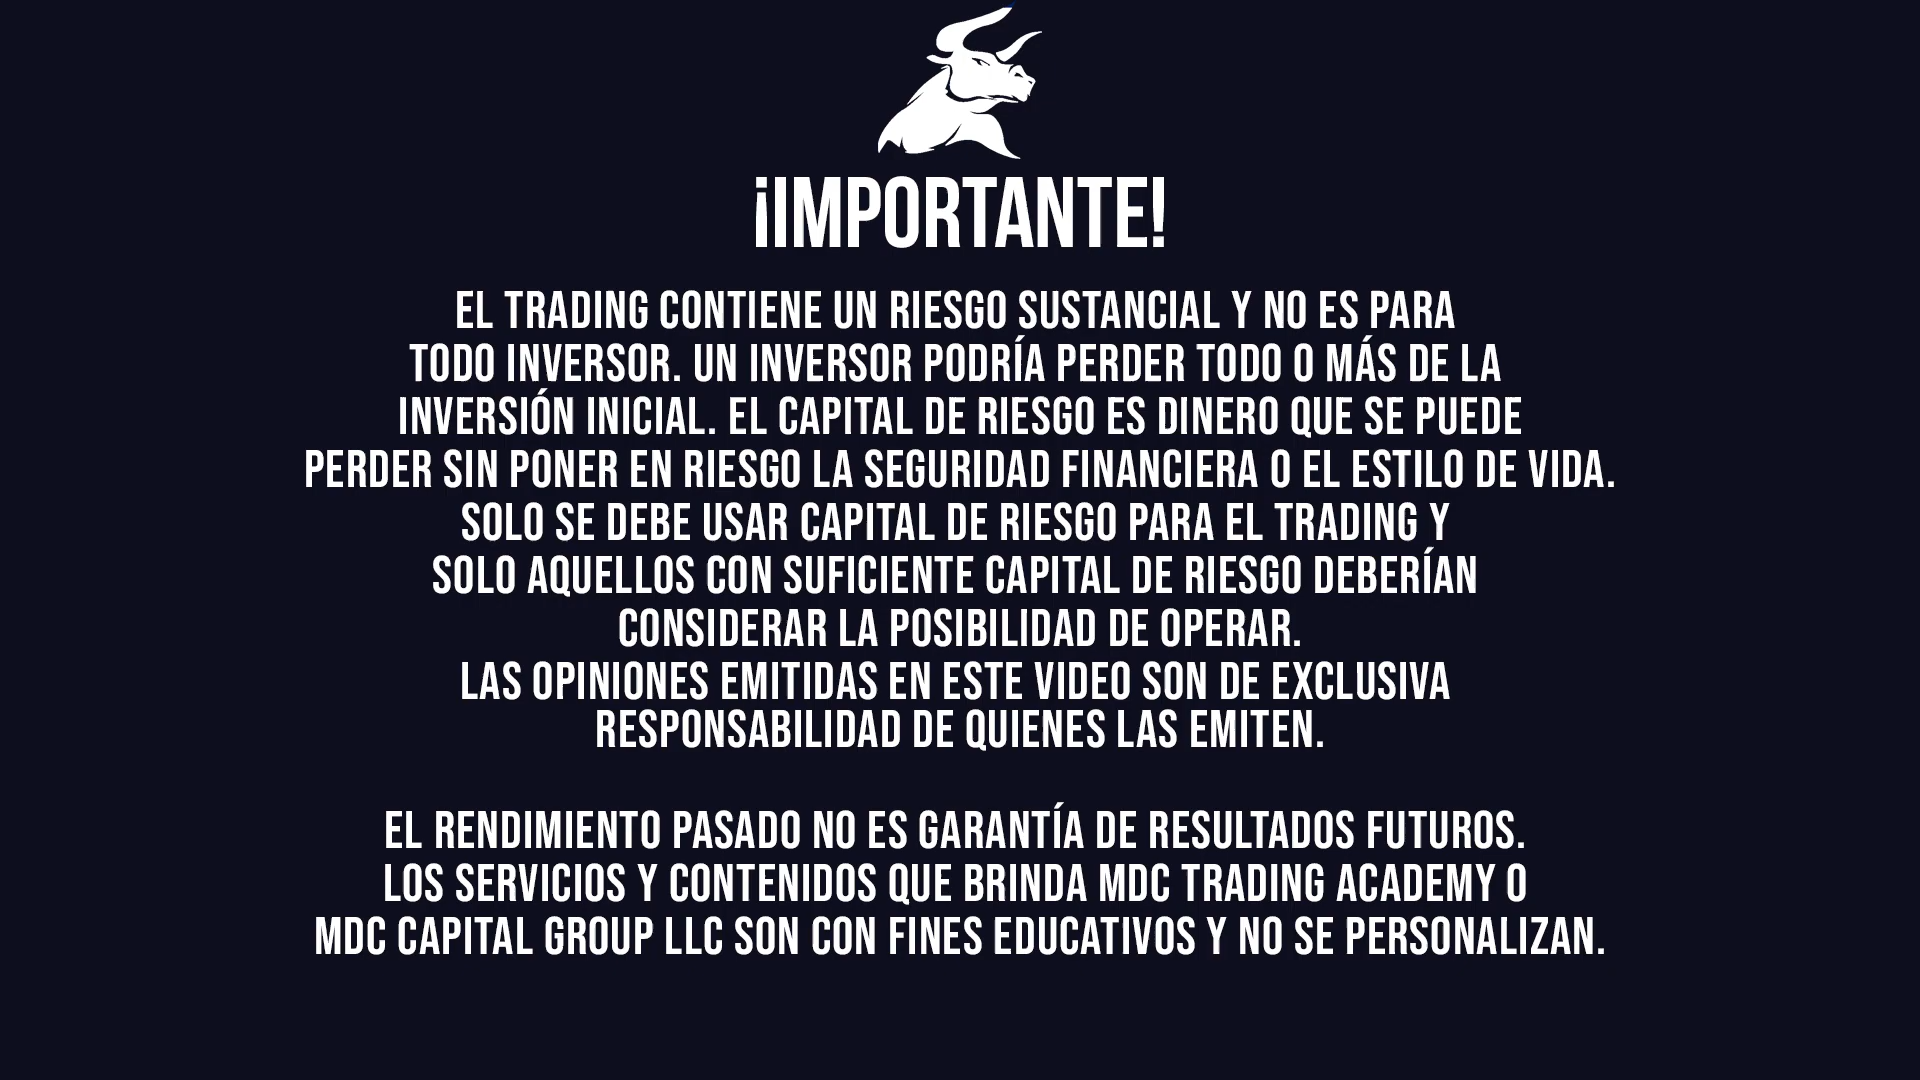 ¡IMPORTANTE!
EL TRADING CONTIENE UN RIESGO SUSTANCIAL Y NO ES PARA
TODO INVERSOR. UN INVERSOR PODRÍA PERDER TODO O MÁS DE LA
INVERSIÓN INICIAL. EL CAPITAL DE RIESGO ES DINERO QUE SE PUEDE
PERDER SIN PONER EN RIESGO LA SEGURIDAD FINANCIERA O EL ESTILO DE VIDA.
SOLO SE DEBE USAR CAPITAL DE RIESGO PARA EL TRADING Y
SOLO AQUELLOS CON SUFICIENTE CAPITAL DE RIESGO DEBERÍAN
CONSIDERAR LA POSIBILIDAD DE OPERAR.
LAS OPINIONES EMITIDAS EN ESTE VIDEO SON DE EXCLUSIVA
RESPONSABILIDAD DE QUIENES LAS EMITEN.
EL RENDIMIENTO PASADO NO ES GARANTÍA DE RESULTADOS FUTUROS.
LOS SERVICIOS Y CONTENIDOS QUE BRINDA MDC TRADING ACADEMY O
MDC CAPITAL GROUP LLC SON CON FINES EDUCATIVOS Y NO SE PERSONALIZAN.